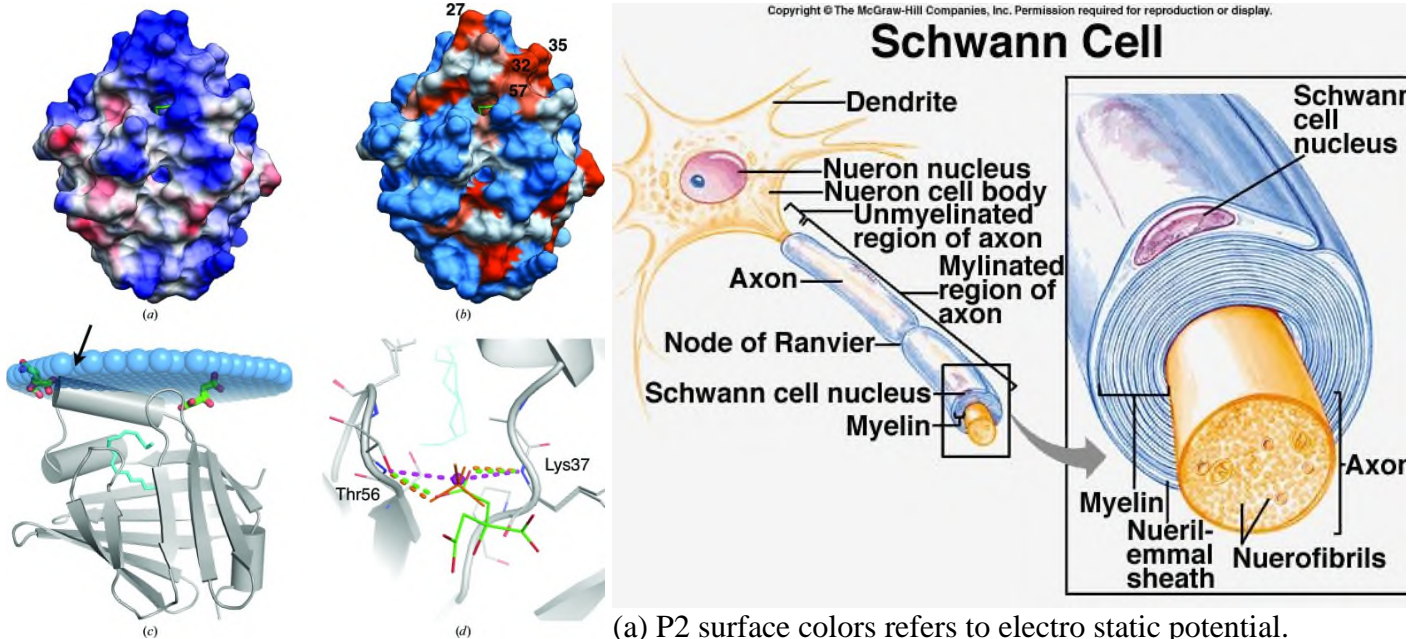 27
35
32
57
(a)
(b)
Thr56
Lys37
(c)
(d)
Copyright © The McGraw-Hill Companies, Inc. Permission required for reproduction or display.
Schwann Cell
Dendrite
Nueron nucleus
Nueron cell body
Unmyelinated
region of axon
Axon
Mylinated
region of
axon
Node of Ranvier
Schwann cell nucleus
Myelin
Schwann
cell
nucleus
Myelin
Nueril-
emmal
sheath
Nuerofibrils
Axon
(a) P2 surface colors refers to electro static potential.